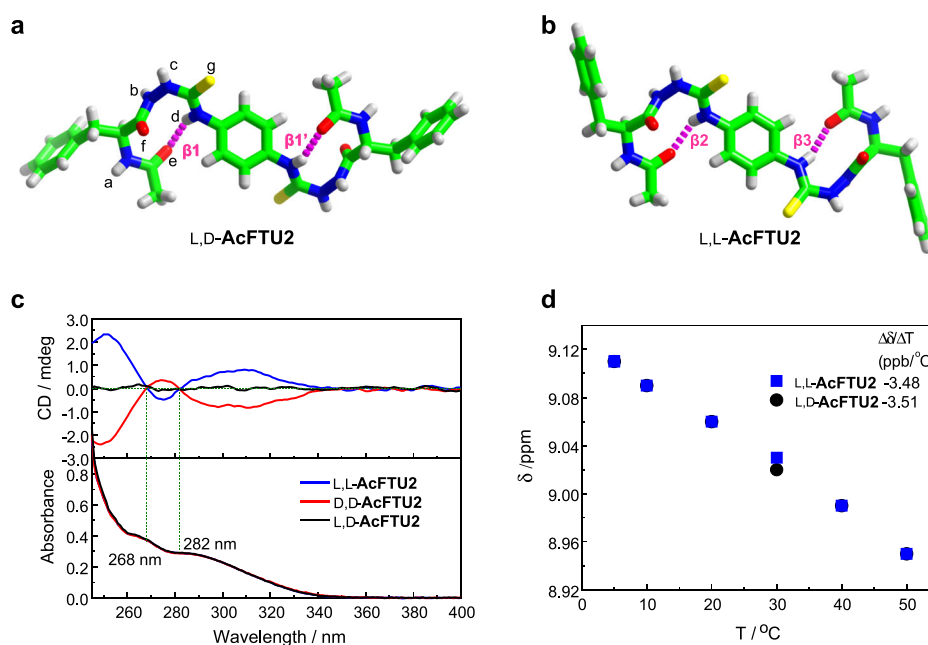 a
b
c
g
b
d
f
e
a
β1
β1'
β2
β3
L,D-AcFTU2
L,L-AcFTU2
c
d
CD / mdeg
3.0
2.0
1.0
0.0
-1.0
-2.0
-3.0
Absorbance
0.8
0.6
0.4
0.2
0.0
L,L-AcFTU2
D,D-AcFTU2
L,D-AcFTU2
268 nm
282 nm
260 280 300 320 340 360 380 400
Wavelength / nm
δ /ppm
9.12
9.08
9.04
9.00
8.96
8.92
Δδ/ΔT
(ppb/°C
L,L-AcFTU2 -3.48
L,D-AcFTU2 -3.51
0 10 20 30 40 50
T / °C